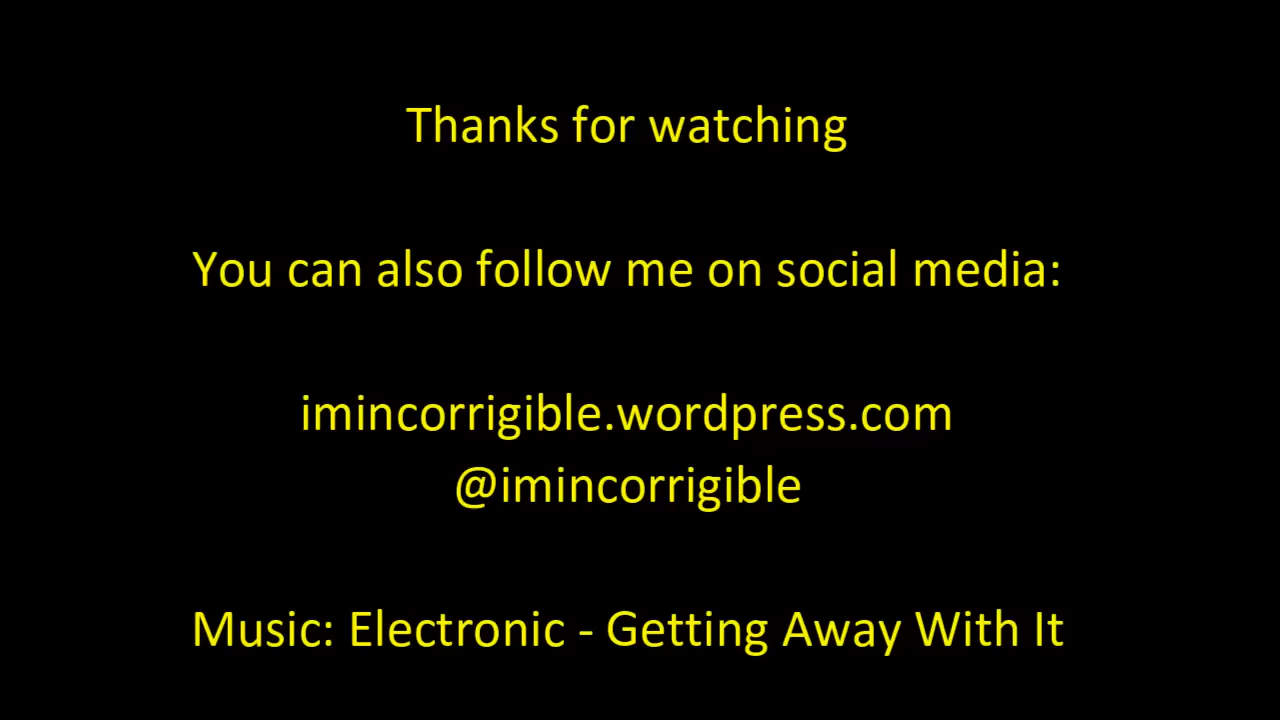 Thanks for watching
You can also follow me on social media:
imincorrigible.wordpress.com
@imincorrigible
Music: Electronic - Getting Away With It